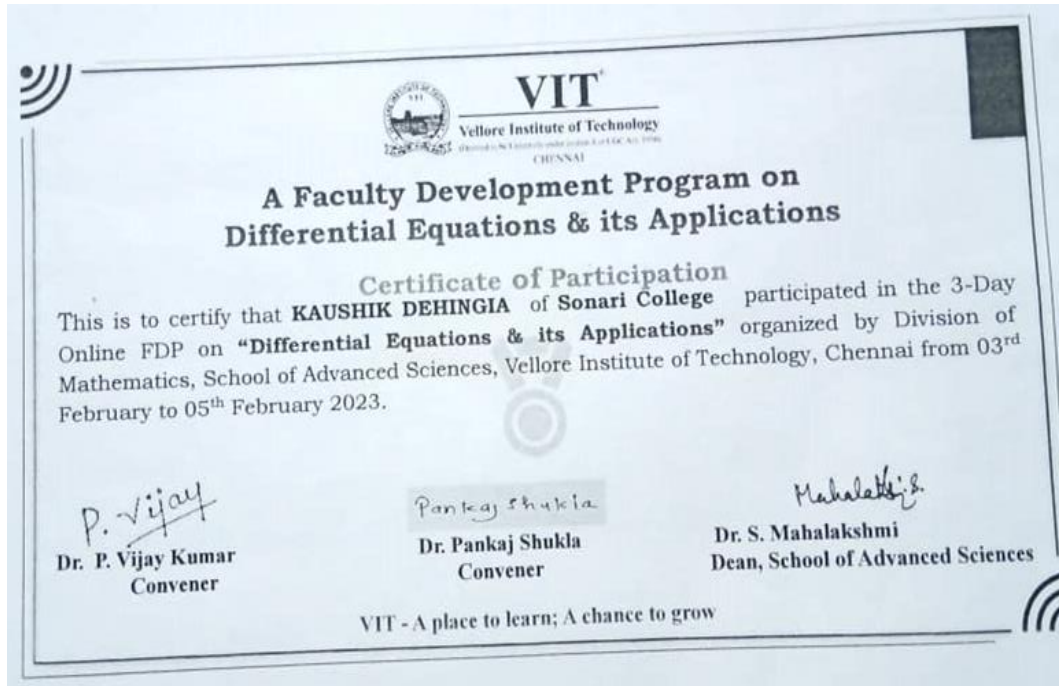 VIT
Vellore Institute of Technology
CHENNAI
A Faculty Development Program on
Differential Equations & its Applications
Certificate of Participation
This is to certify that KAUSHIK DEHINGIA of Sonari College participated in the 3-Day
Online FDP on “Differential Equations & its Applications” organized by Division of
Mathematics, School of Advanced Sciences, Vellore Institute of Technology, Chennai from 03rd
February to 05th February 2023.
P. Vijay Pankaj Shukla Mahalakshmi.S.
Dr. P. Vijay Kumar Dr. Pankaj Shukla Dr. S. Mahalakshmi
Convener Convener Dean, School of Advanced Sciences
VIT - A place to learn; A chance to grow